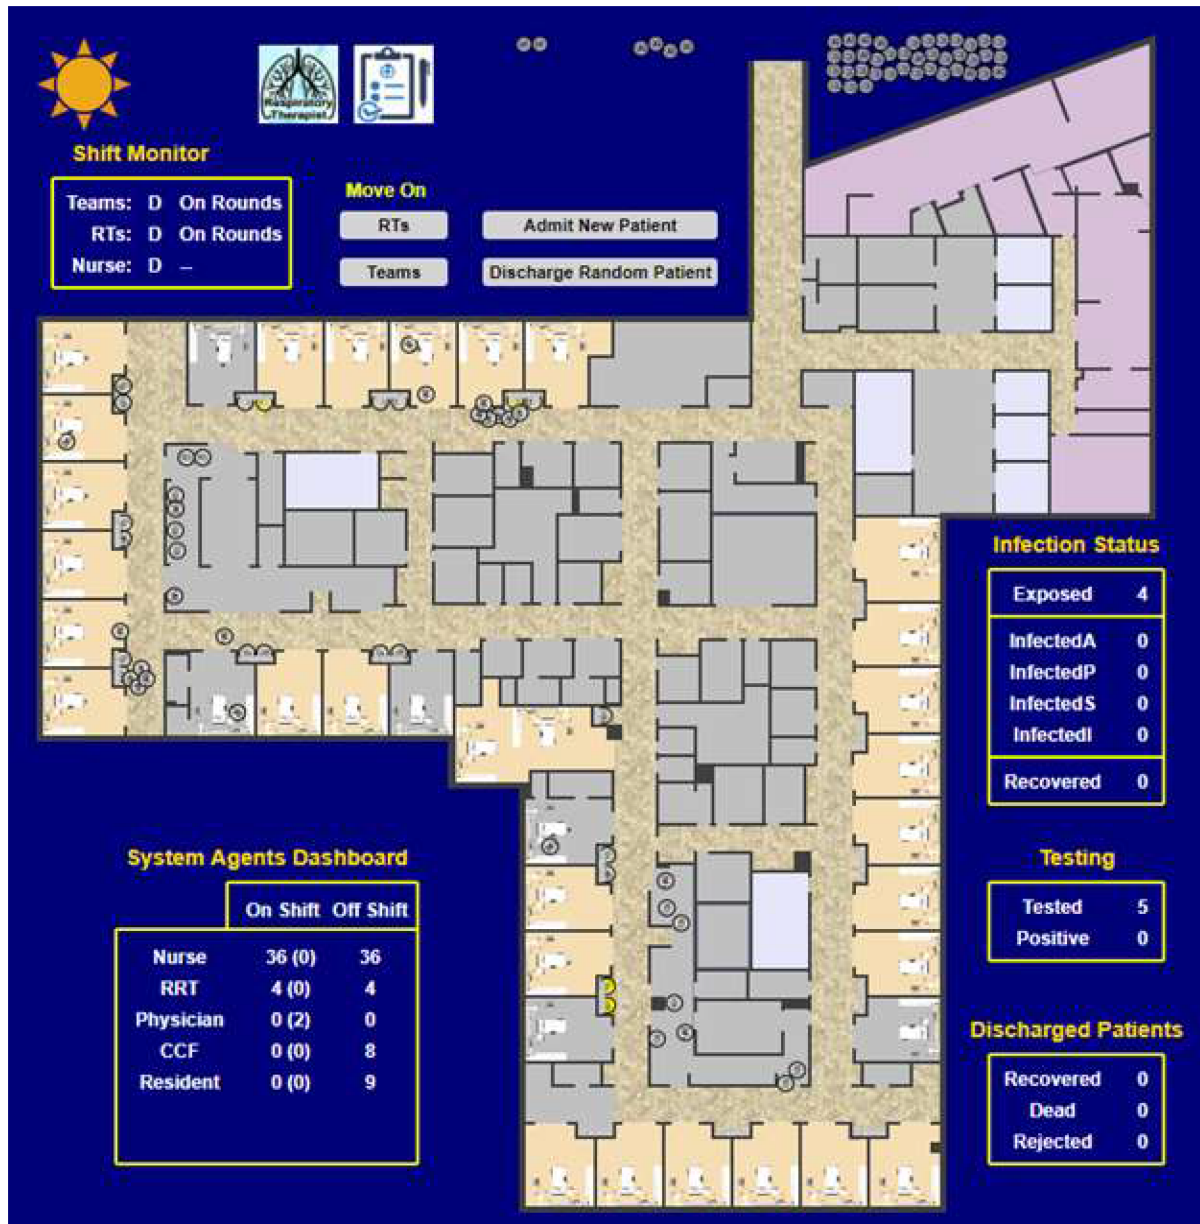 Respiratory
Therapist
Shift Monitor
Teams: D On Rounds
RTs: D On Rounds
Nurse: D --
Move On
RTs
Admit New Patient
Teams
Discharge Random Patient
Infection Status
Exposed 4
InfectedA 0
InfectedP 0
InfectedS 0
InfectedI 0
Recovered 0
System Agents Dashboard
On Shift Off Shift
Nurse 36 (0) 36
RRT 4 (0) 4
Physician 0 (2) 0
CCF 0 (0) 8
Resident 0 (0) 9
Testing
Tested 5
Positive 0
Discharged Patients
Recovered 0
Dead 0
Rejected 0